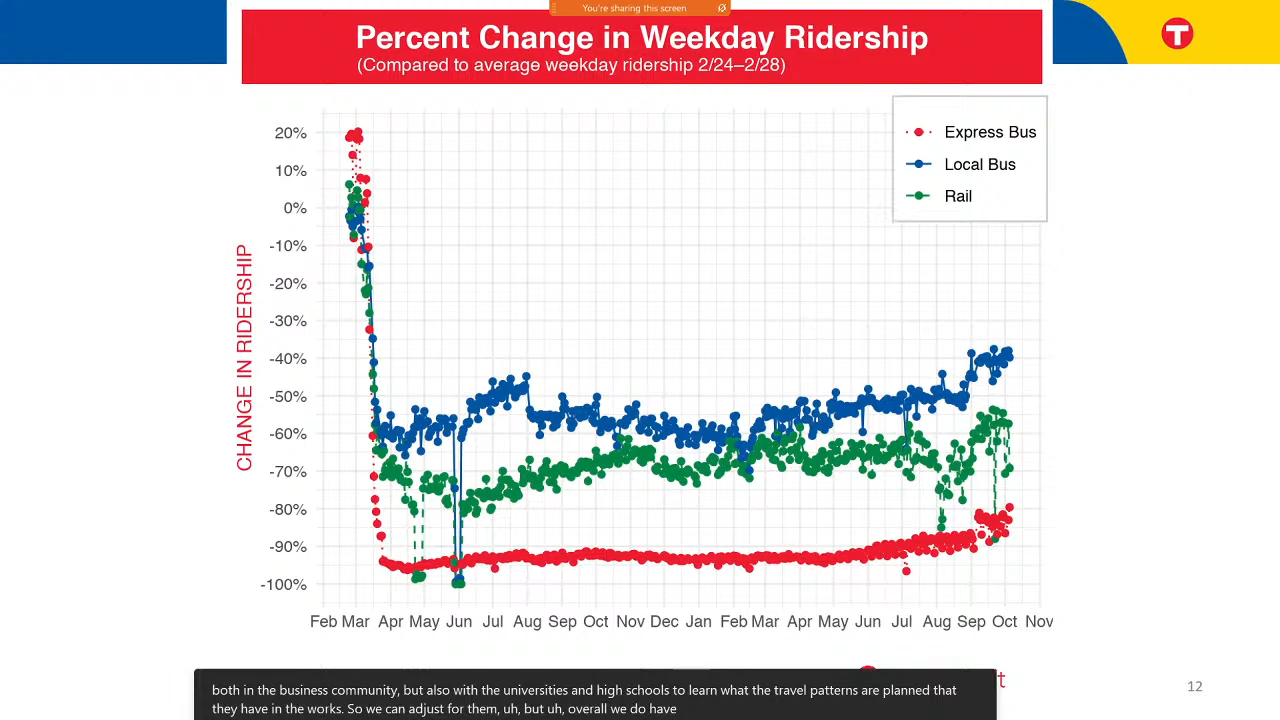 You're sharing this screen
Percent Change in Weekday Ridership
(Compared to average weekday ridership 2/24–2/28)
T
Express Bus
Local Bus
Rail
CHANGE IN RIDERSHIP
20%
10%
0%
-10%
-20%
-30%
-40%
-50%
-60%
-70%
-80%
-90%
-100%
Feb Mar Apr May Jun Jul Aug Sep Oct Nov Dec Jan Feb Mar Apr May Jun Jul Aug Sep Oct Nov
both in the business community, but also with the universities and high schools to learn what the travel patterns are planned that
they have in the works. So we can adjust for them, uh, but uh, overall we do have
t
12